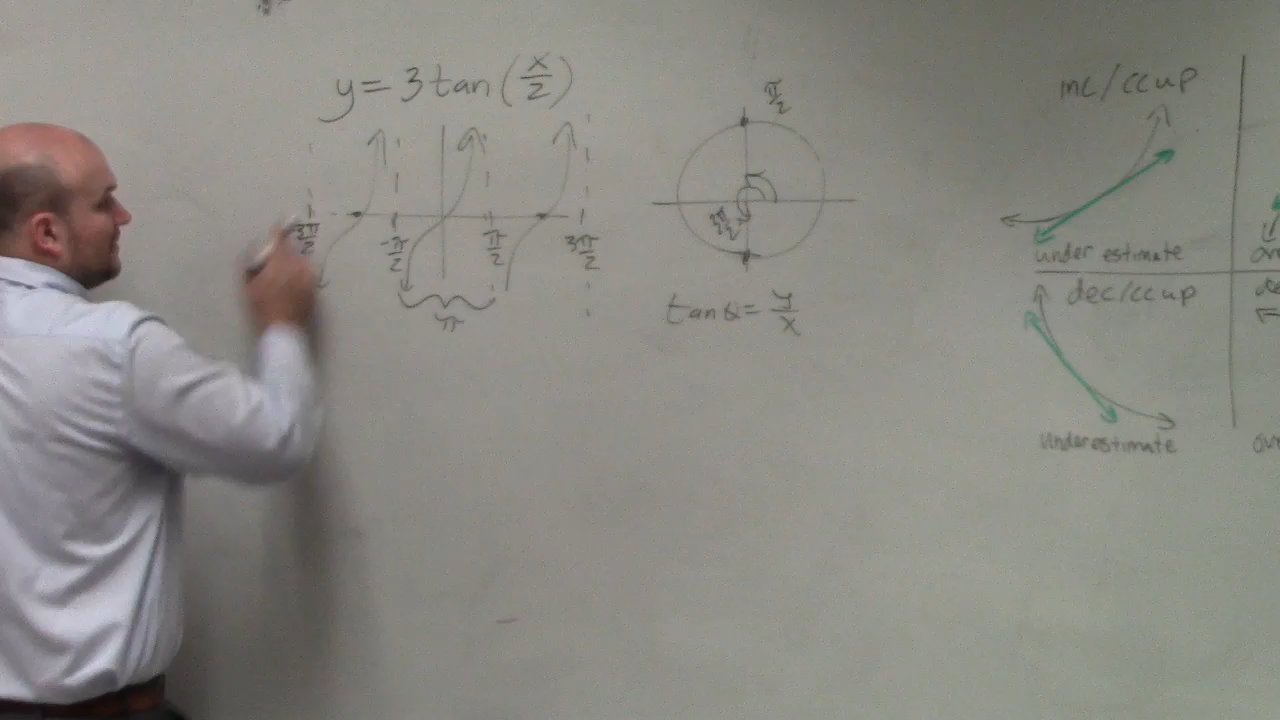 y = 3 tan (x/2)
-3π/2
-π/2
π/2
3π/2
π
π/2
3π/2
tan θ = y/x
inc/ccup
under estimate
dec/ccup
underestimate